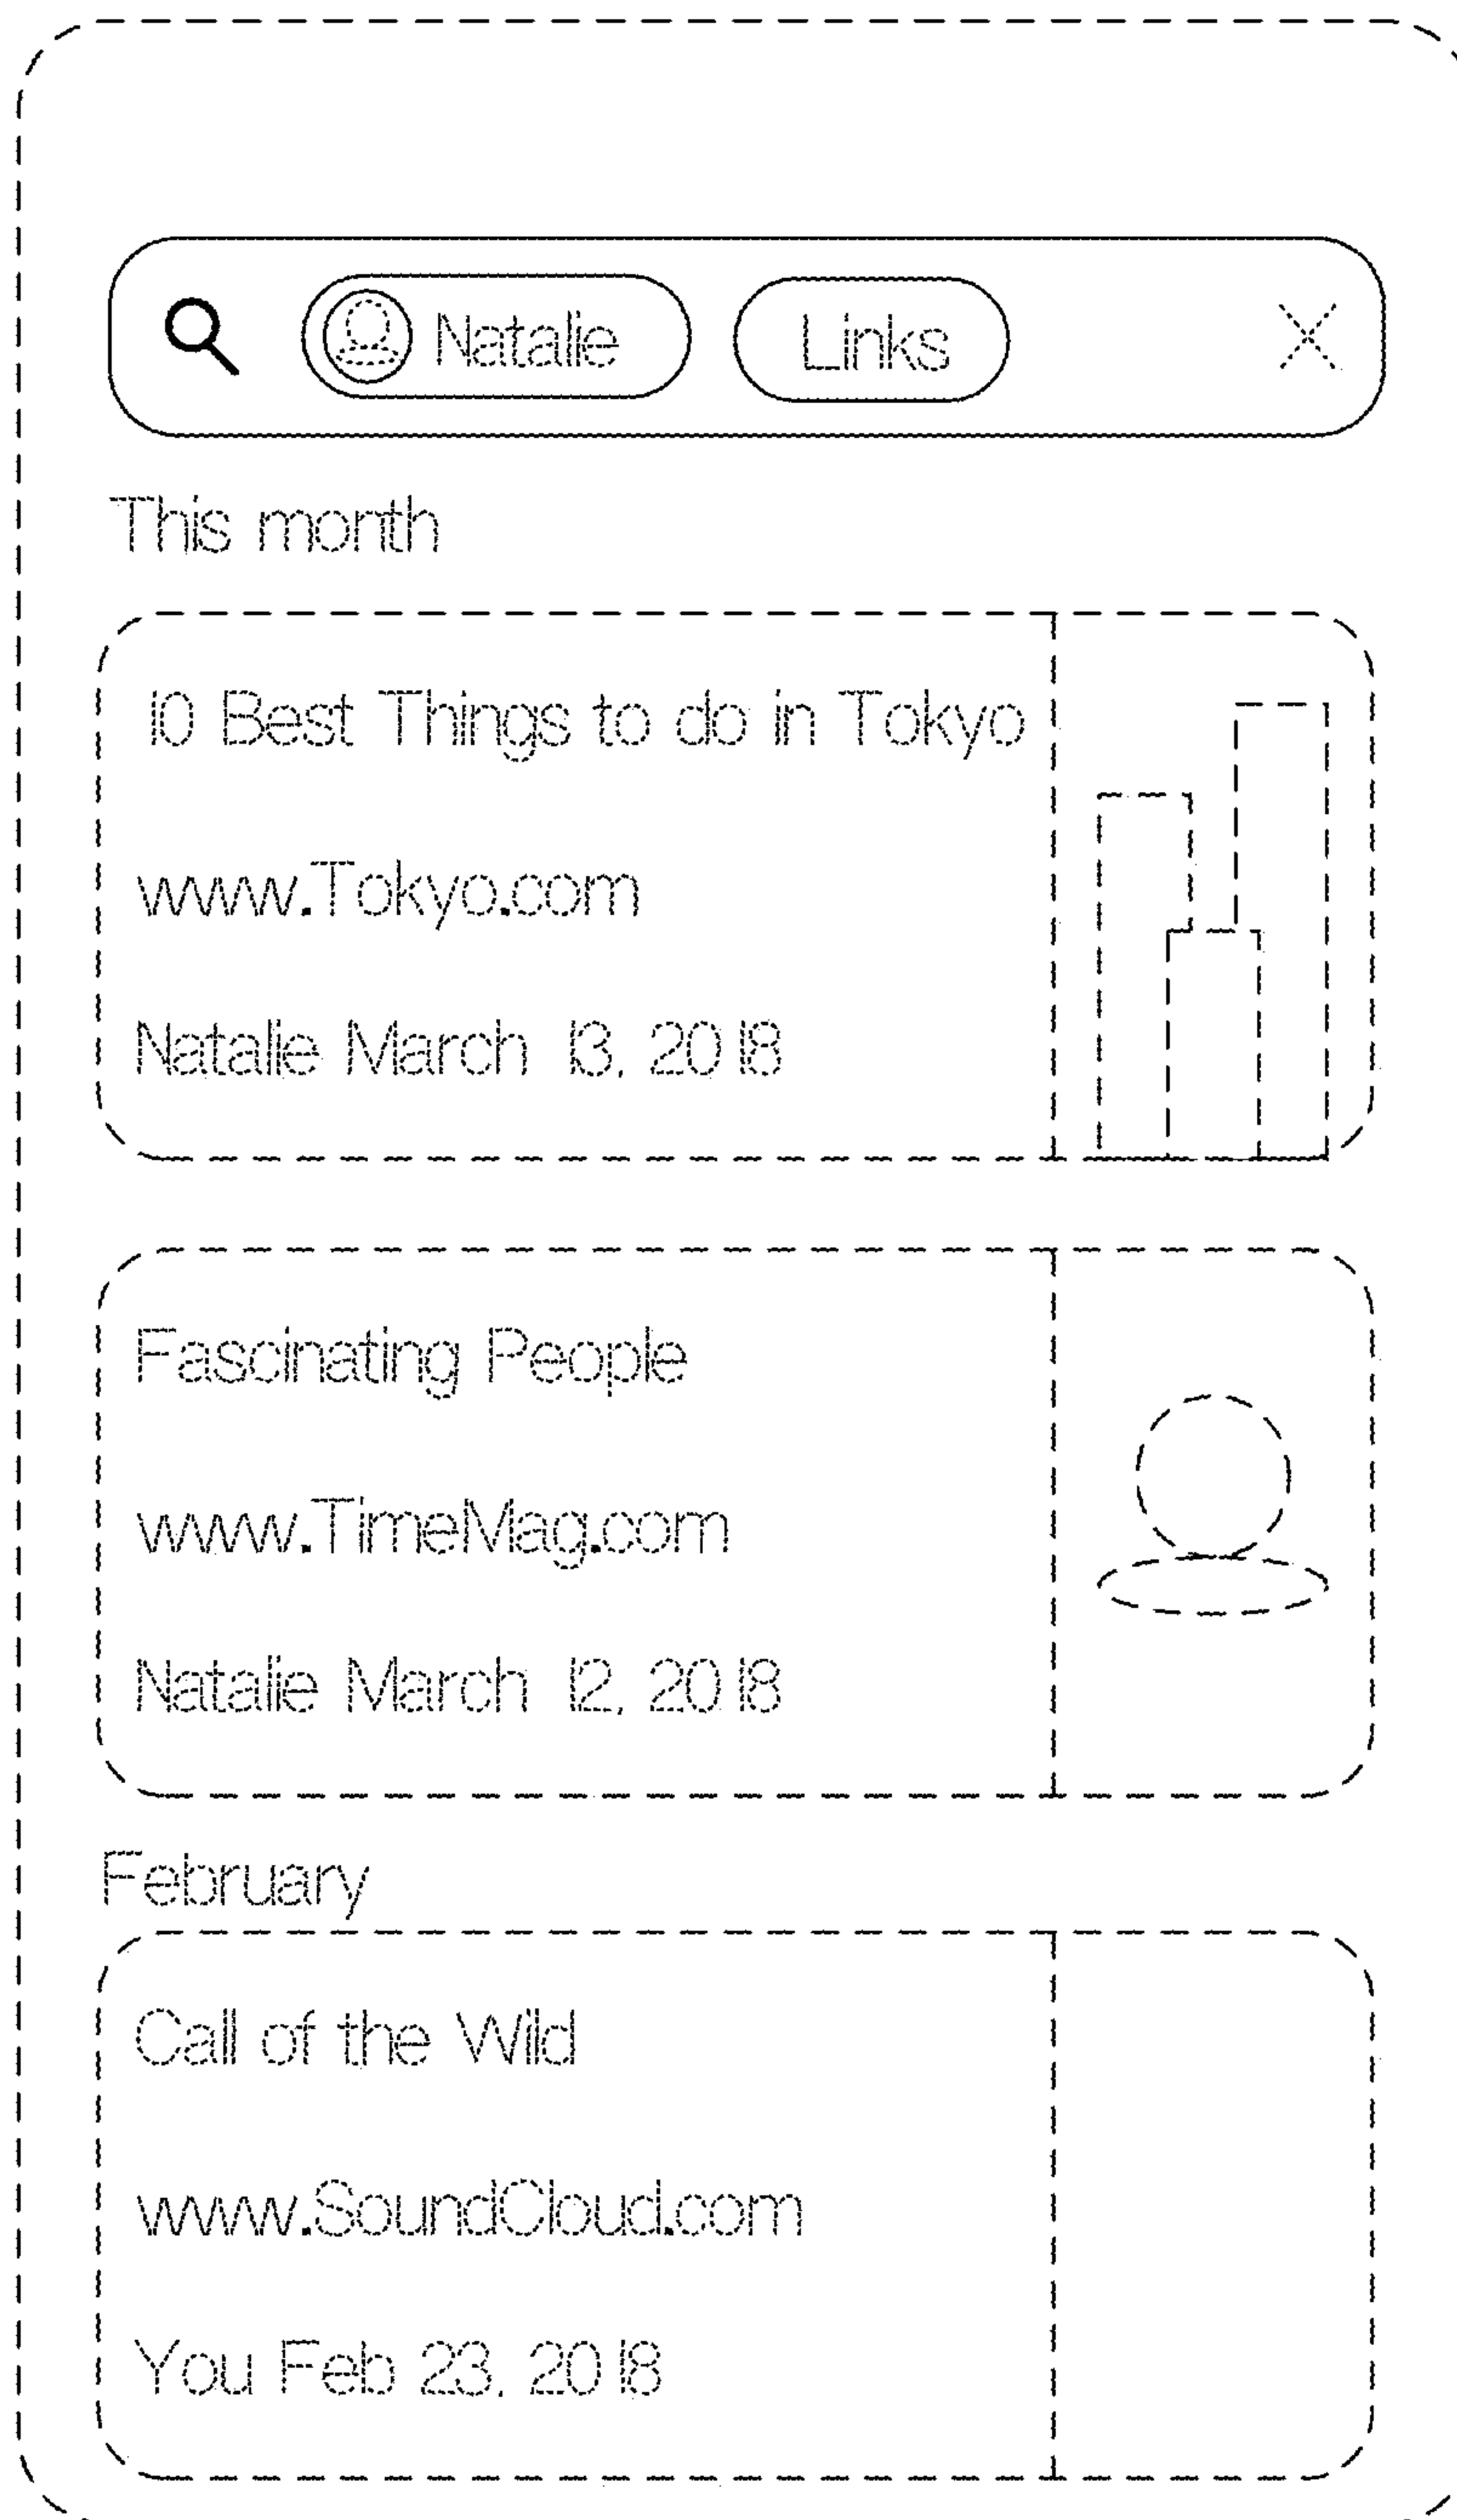 Natalie Links
This month
10 Best Things to do in Tokyo
www.Tokyo.com
Natalie March 13, 2018
Fascinating People
www.TimeMag.com
Natalie March 12, 2018
February
Call of the Wild
www.SoundCloud.com
You Feb 23, 2018